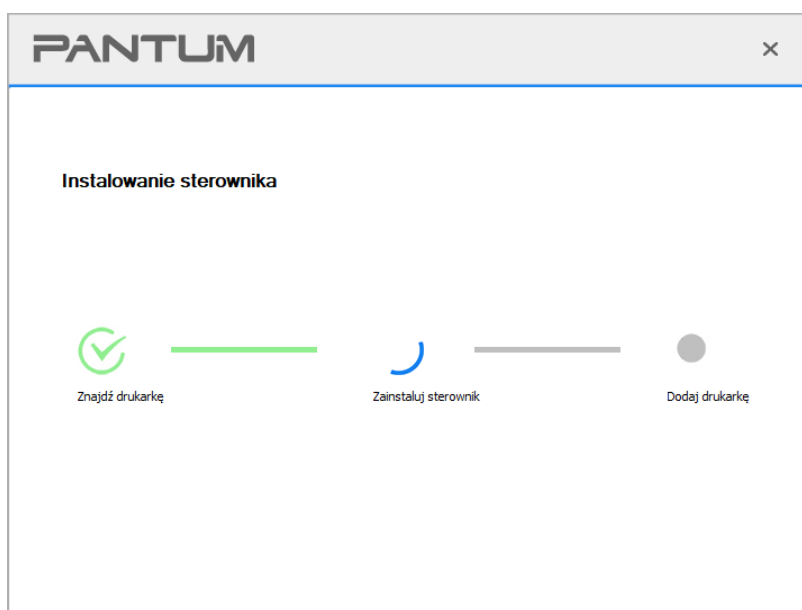 PANTUM
Instalowanie sterownika
Znajdź drukarkę
Zainstaluj sterownik
Dodaj drukarkę